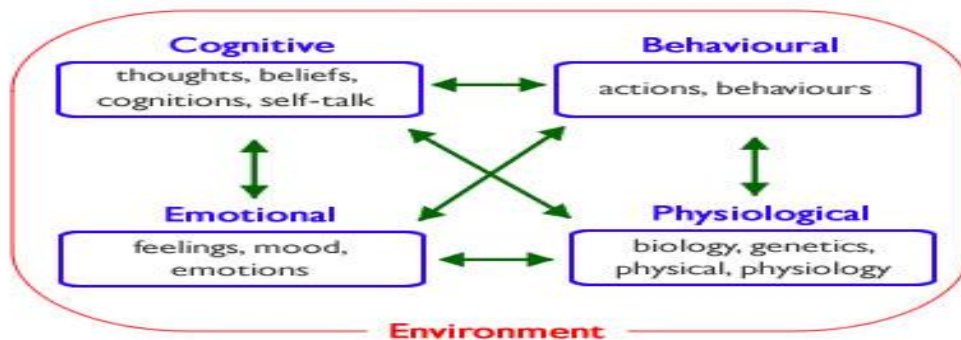 Cognitive
thoughts, beliefs,
cognitions, self-talk
Behavioural
actions, behaviours
Emotional
feelings, mood,
emotions
Physiological
biology, genetics,
physical, physiology
Environment